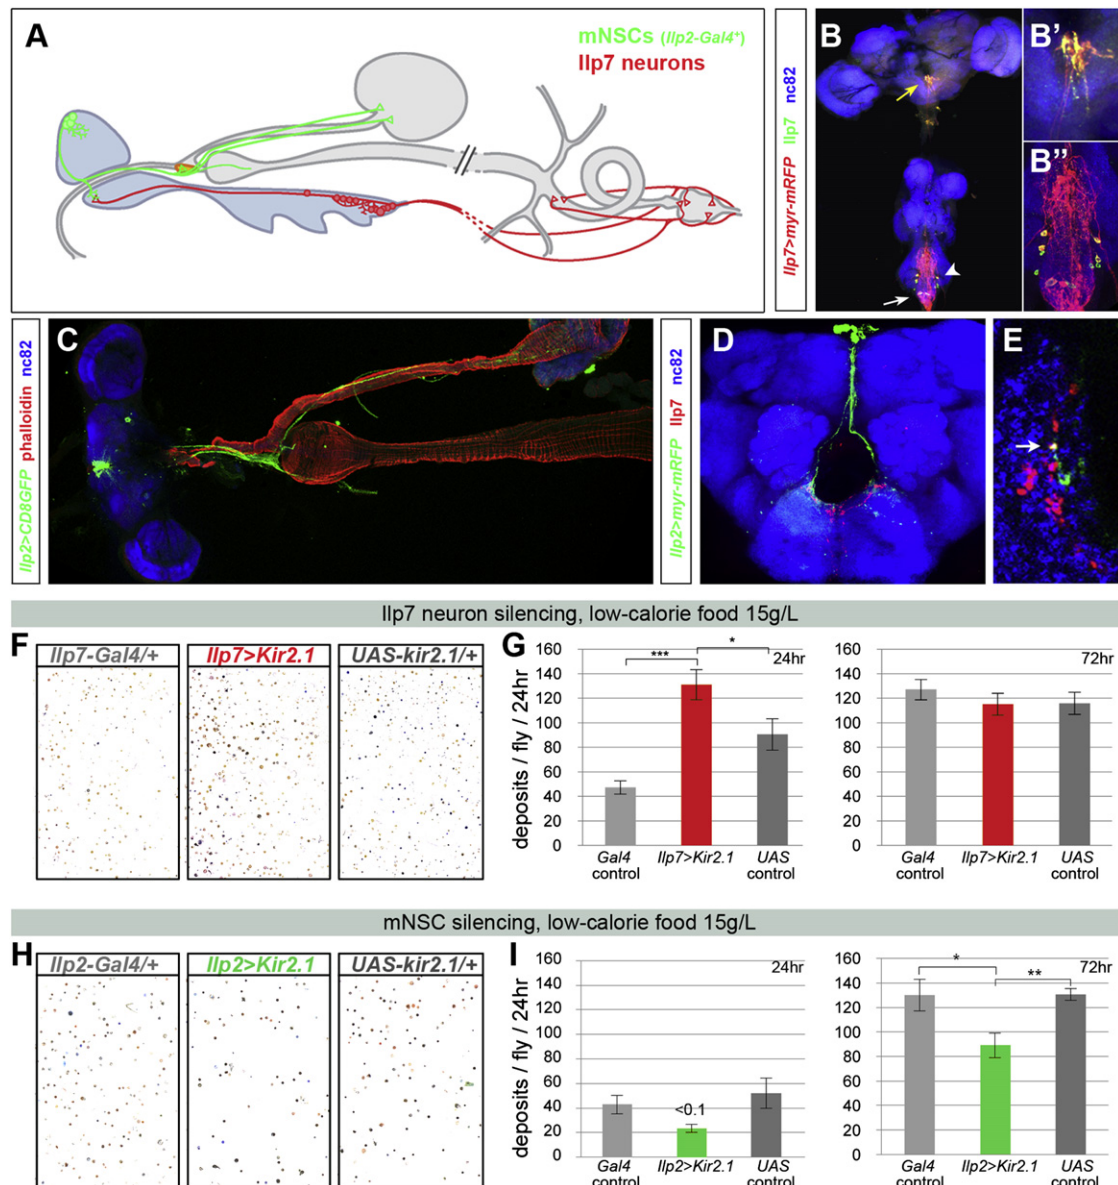 A
mNSCs (Ilp2-Gal4+)
Ilp7 neurons
Ilp7>myr-mRFP Ilp7 nc82
B
B'
B"
Ilp2>CD8GFP phalloidin nc82
C
Ilp2>myr-mRFP Ilp7 nc82
D
E
Ilp7 neuron silencing, low-calorie food 15g/L
F
Ilp7-Gal4/+
Ilp7>Kir2.1
UAS-kir2.1/+
G
deposits / fly / 24hr
160
140
120
100
80
60
40
20
0
***
*
24hr
Gal4 control
Ilp7>Kir2.1
UAS control
160
140
120
100
80
60
40
20
0
72hr
Gal4 control
Ilp7>Kir2.1
UAS control
mNSC silencing, low-calorie food 15g/L
H
Ilp2-Gal4/+
Ilp2>Kir2.1
UAS-kir2.1/+
I
deposits / fly / 24hr
160
140
120
100
80
60
40
20
0
24hr
<0.1
Gal4 control
Ilp2>Kir2.1
UAS control
160
140
120
100
80
60
40
20
0
*
**
72hr
Gal4 control
Ilp2>Kir2.1
UAS control